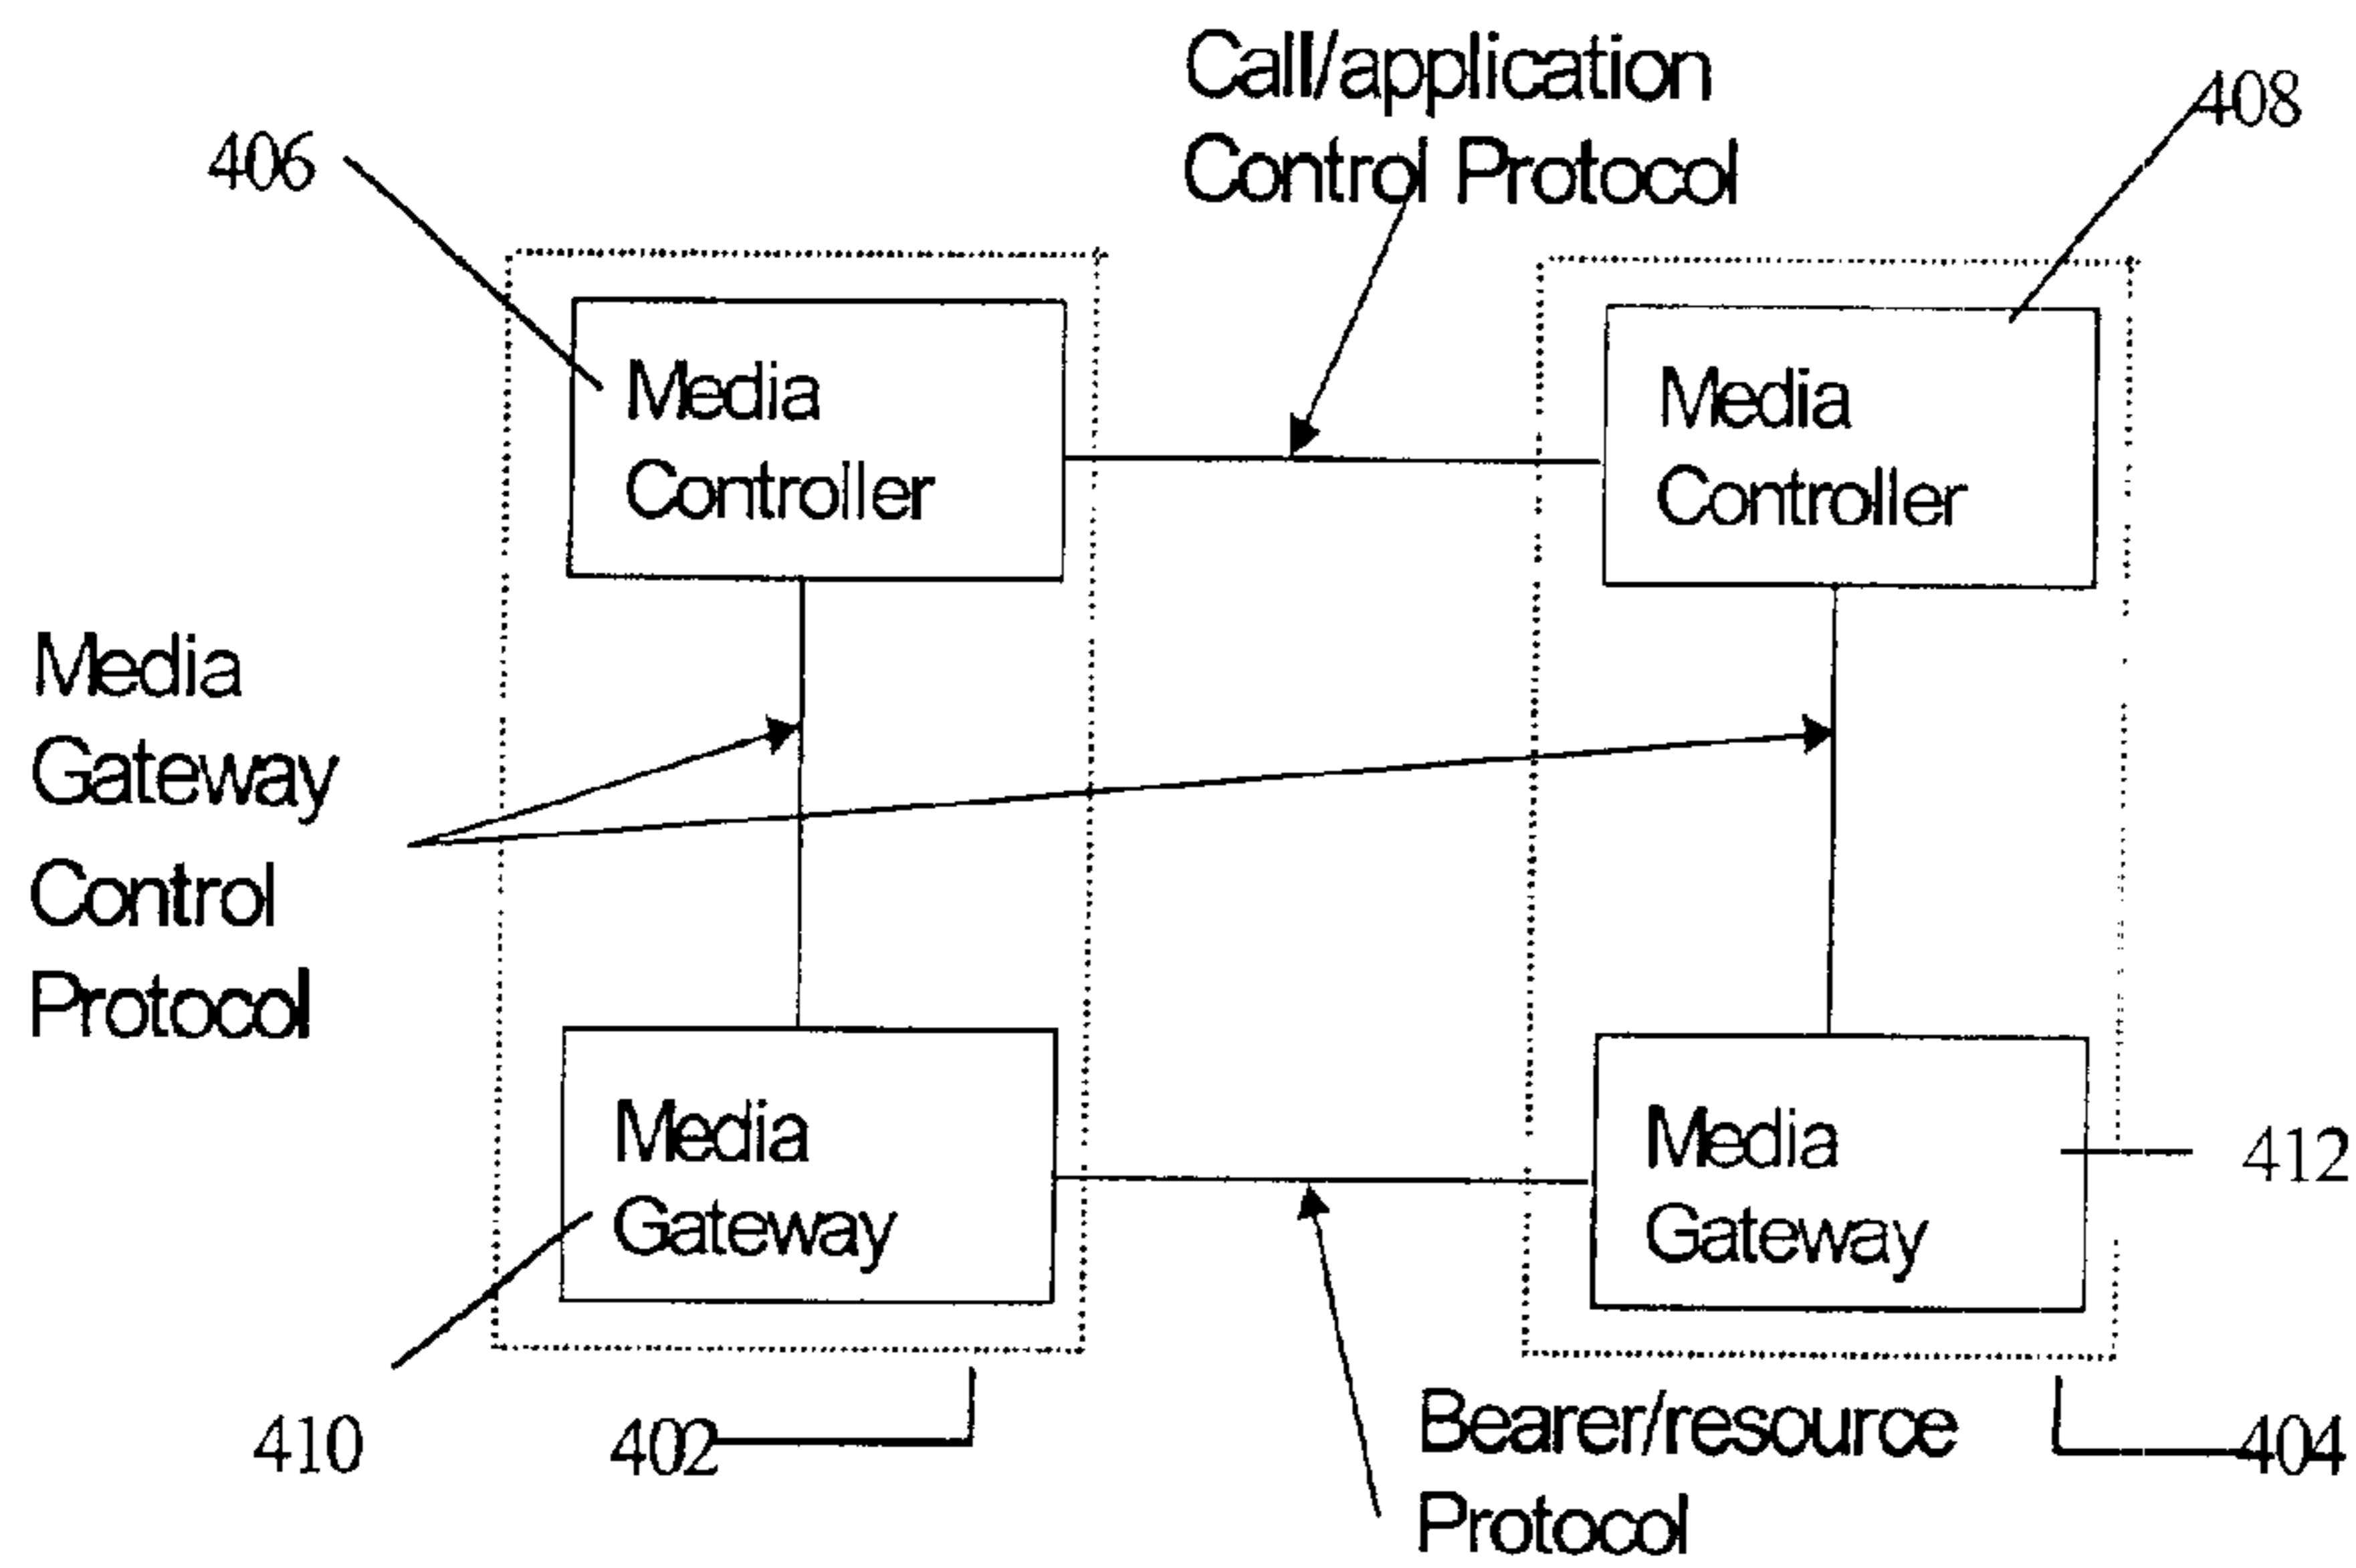 Call/application
Control Protocol
408
406
Media
Controller
Media
Controller
Media
Gateway
Control
Protocol
Media
Gateway
Media
Gateway
412
410
402
Bearer/resource
Protocol
404